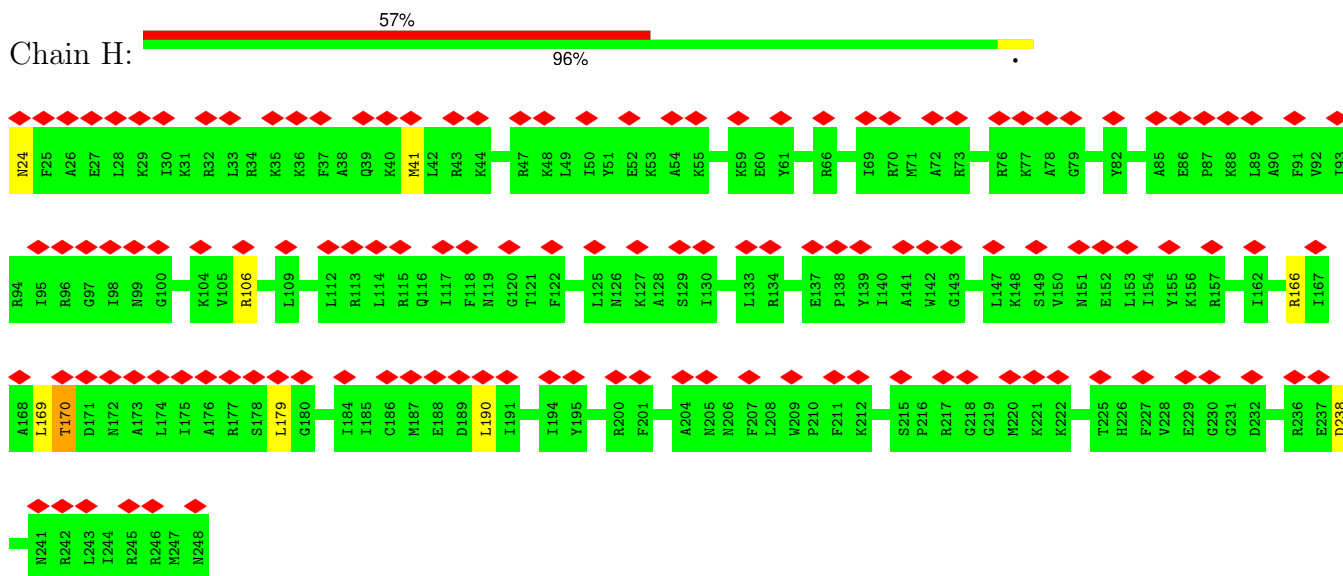 57%
Chain H:
96%
.
N24 F25 A26 E27 L28 K29 I30 K31 R32 L33 R34 K35 K36 F37 A38 Q39 K40 M41 L42 R43 K44 R47 K48 L49 I50 Y51 E52 K53 A54 K55 K59 E60 Y61 R66 I69 R70 M71 A72 R73 R76 K77 A78 G79 Y82 A85 E86 P87 K88 L89 A90 F91 V92 I93
R94 I95 R96 G97 I98 N99 G100 K104 V105 R106 L109 L112 R113 L114 R115 Q116 I117 F118 N119 G120 T121 F122 L125 N126 K127 A128 S129 I130 L133 R134 E137 P138 Y139 I140 A141 W142 G143 L147 K148 S149 V150 N151 E152 L153 I154 Y155 K156 R157 I162 R166 I167
A168 L169 T170 D171 N172 A173 L174 I175 A176 R177 S178 L179 G180 I184 I185 C186 M187 E188 D189 L190 I191 I194 Y195 R200 F201 A204 N205 N206 F207 L208 W209 P210 F211 K212 S215 P216 R217 G218 G219 M220 K221 K222 T225 H226 F227 V228 E229 G230 G231 D232 R236 E237 D238
N241 R242 L243 I244 R245 R246 M247 N248